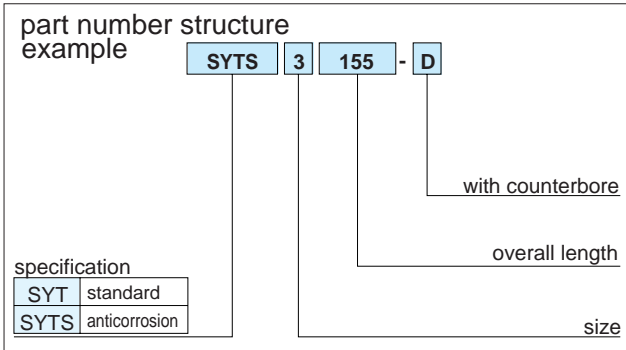 part number structure
example
SYTS 3 155 - D
with counterbore
overall length
specification
SYT standard
SYTS anticorrosion
size